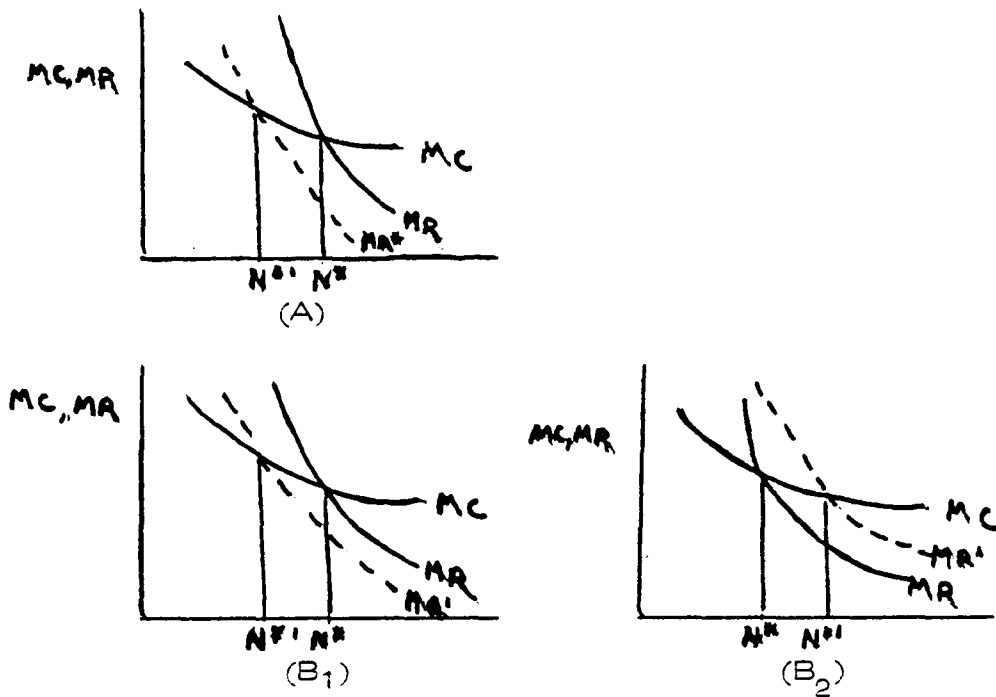 MC,MR
MC
MR
MR*
N*' N*
(A)
MC,,MR
MC
MR
MR'
N*' N*
(B1)
MC,MR
MC
MR'
MR
N* N*'
(B2)